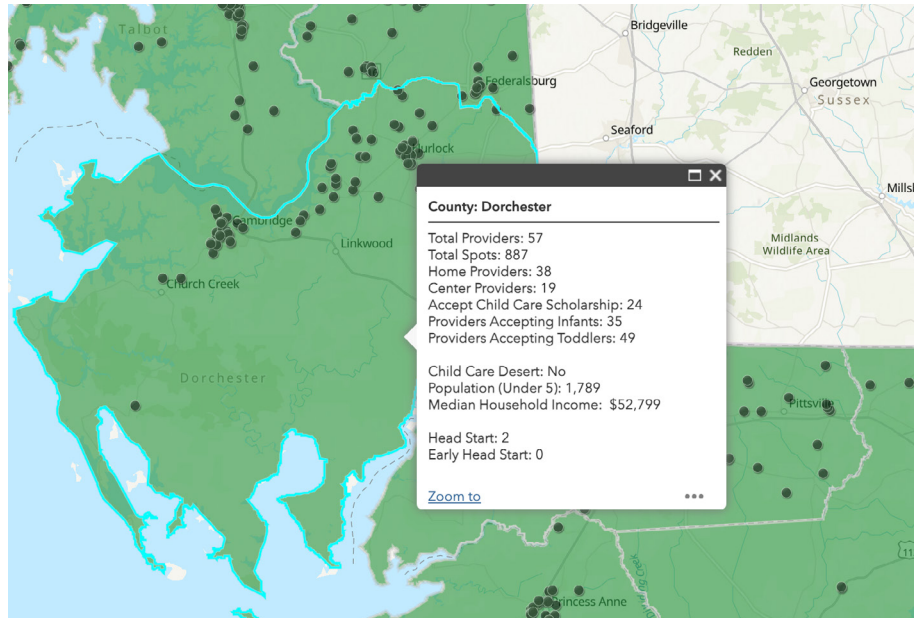 Talbot
Bridgeville
Redden
Federalsburg
Georgetown
Sussex
Seaford
urlock
Cambridge
Linkwood
Church Creek
Dorchester
Midlands
Wildlife Area
Millsb
County: Dorchester
Total Providers: 57
Total Spots: 887
Home Providers: 38
Center Providers: 19
Accept Child Care Scholarship: 24
Providers Accepting Infants: 35
Providers Accepting Toddlers: 49
Child Care Desert: No
Population (Under 5): 1,789
Median Household Income: $52,799
Head Start: 2
Early Head Start: 0
Zoom to
Pittsville
Princess Anne
11